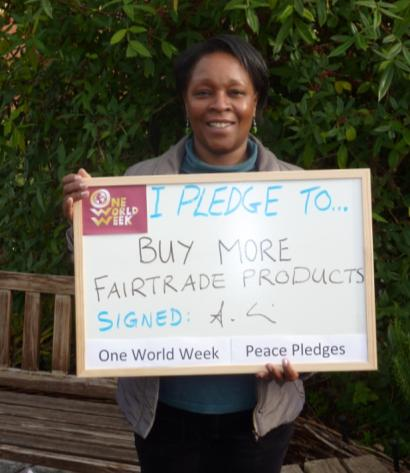 ONE
WORLD
WEEK
I PLEDGE TO...
BUY MORE
FAIRTRADE PRODUCTS
SIGNED:
One World Week
Peace Pledges